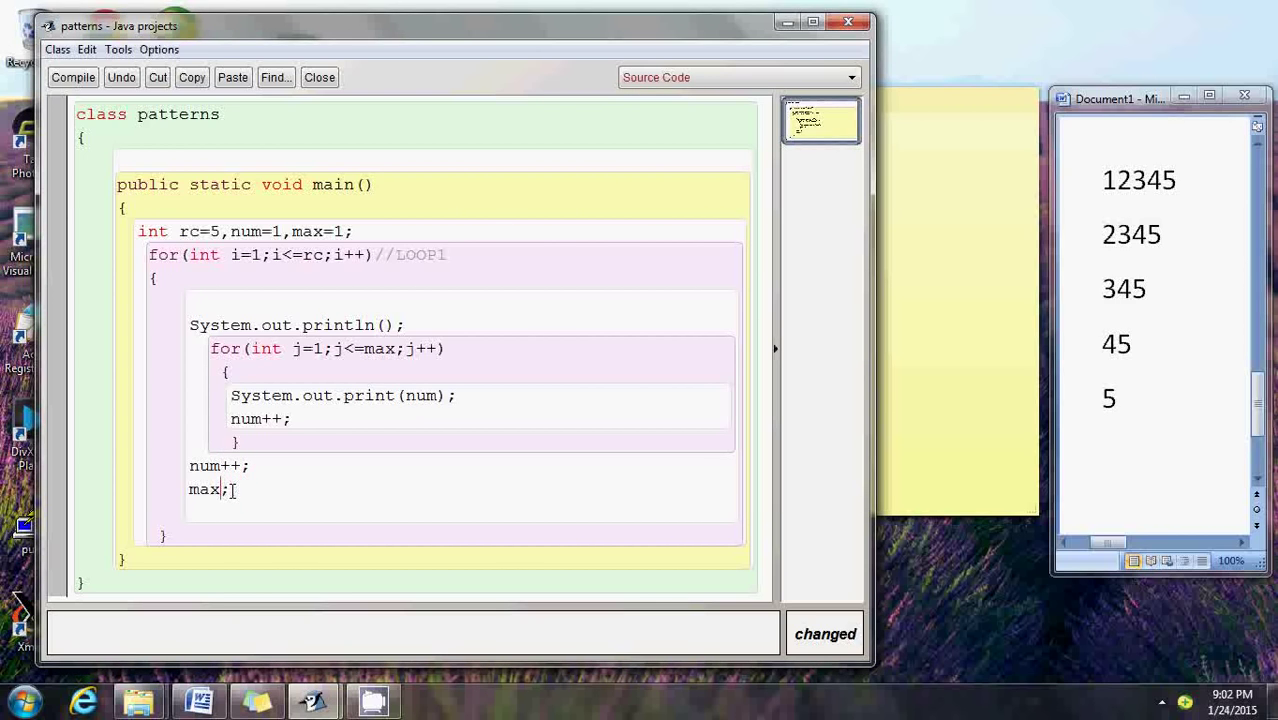 patterns - Java projects
Class Edit Tools Options
Compile Undo Cut Copy Paste Find... Close Source Code
class patterns
{
public static void main()
{
int rc=5,num=1,max=1;
for(int i=1;i<=rc;i++)//LOOP1
{
System.out.println();
for(int j=1;j<=max;j++)
{
System.out.print(num);
num++;
}
num++;
max;
}
}
}
changed
Document1 - Mi...
12345
2345
345
45
5
100%
9:02 PM
1/24/2015